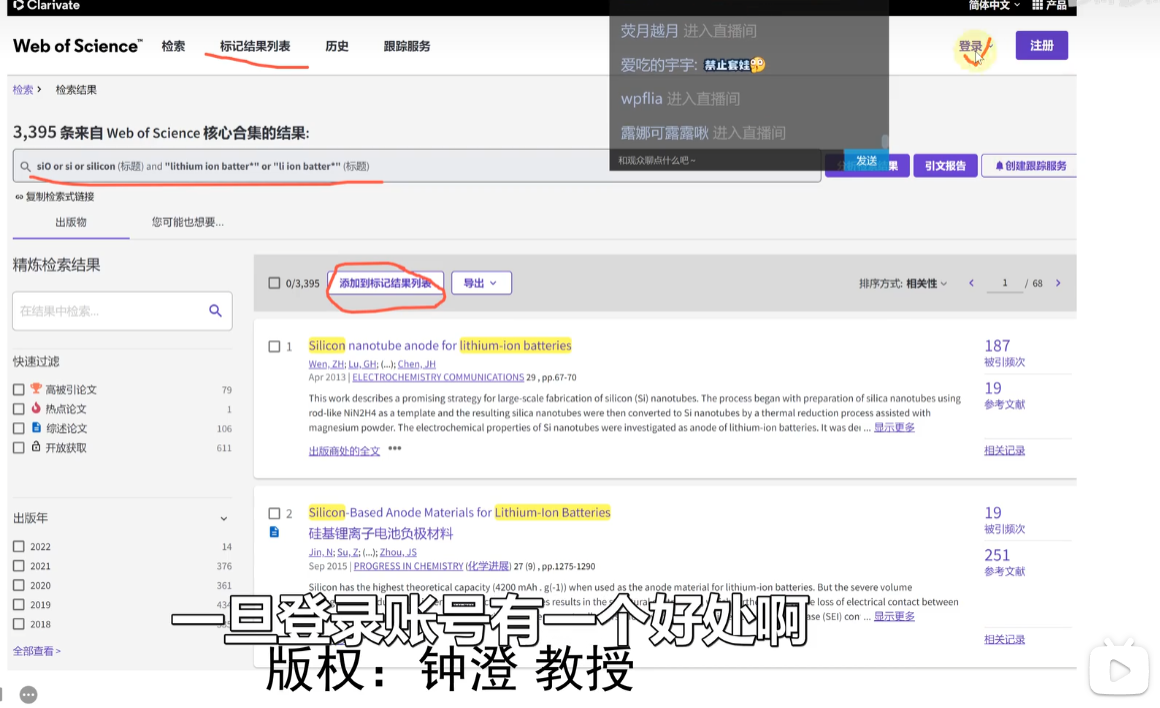 Clarivate
简体中文 产品
Web of Science™ 检索 标记结果列表 历史 跟踪服务 登录 注册
荧月越月 进入直播间
爱吃的宇宇: 禁止套娃
wpflia 进入直播间
露娜可露露啾 进入直播间
和观众聊点什么吧~ 发送
检索 > 检索结果
3,395 条来自 Web of Science 核心合集的结果:
siO or si or silicon (标题) and "lithium ion batter*" or "li ion batter*" (标题)
果 引文报告 创建跟踪服务
复制检索式链接
出版物 您可能也想要...
精炼检索结果
在结果中检索...
快速过滤
高被引论文 79
热点论文 1
综述论文 106
开放获取 611
出版年
2022 14
2021 376
2020 361
2019
2018
全部查看>
0/3,395 添加到标记结果列表 导出 排序方式: 相关性 < 1 / 68 >
1 Silicon nanotube anode for lithium-ion batteries
Wen, ZH; Lu, GH; (...); Chen, JH
Apr 2013 | ELECTROCHEMISTRY COMMUNICATIONS 29 , pp.67-70
This work describes a promising strategy for large-scale fabrication of silicon (Si) nanotubes. The process began with preparation of silica nanotubes using
rod-like NiN2H4 as a template and the resulting silica nanotubes were then converted to Si nanotubes by a thermal reduction process assisted with
magnesium powder. The electrochemical properties of Si nanotubes were investigated as anode of lithium-ion batteries. It was de ... 显示更多
出版商处的全文 •••
187
被引频次
19
参考文献
相关记录
2 Silicon-Based Anode Materials for Lithium-Ion Batteries
硅基锂离子电池负极材料
Jin, N; Su, Z; (...); Zhou, JS
Sep 2015 | PROGRESS IN CHEMISTRY (化学进展) 27 (9) , pp.1275-1290
Silicon has the highest theoretical capacity (4200 mAh . g(-1)) when used as the anode material for lithium-ion batteries. But the severe volume
results in the loss of electrical contact between
(SEI) con ... 显示更多
19
被引频次
251
参考文献
相关记录
一旦登录账号有一个好处啊
版权：钟澄 教授